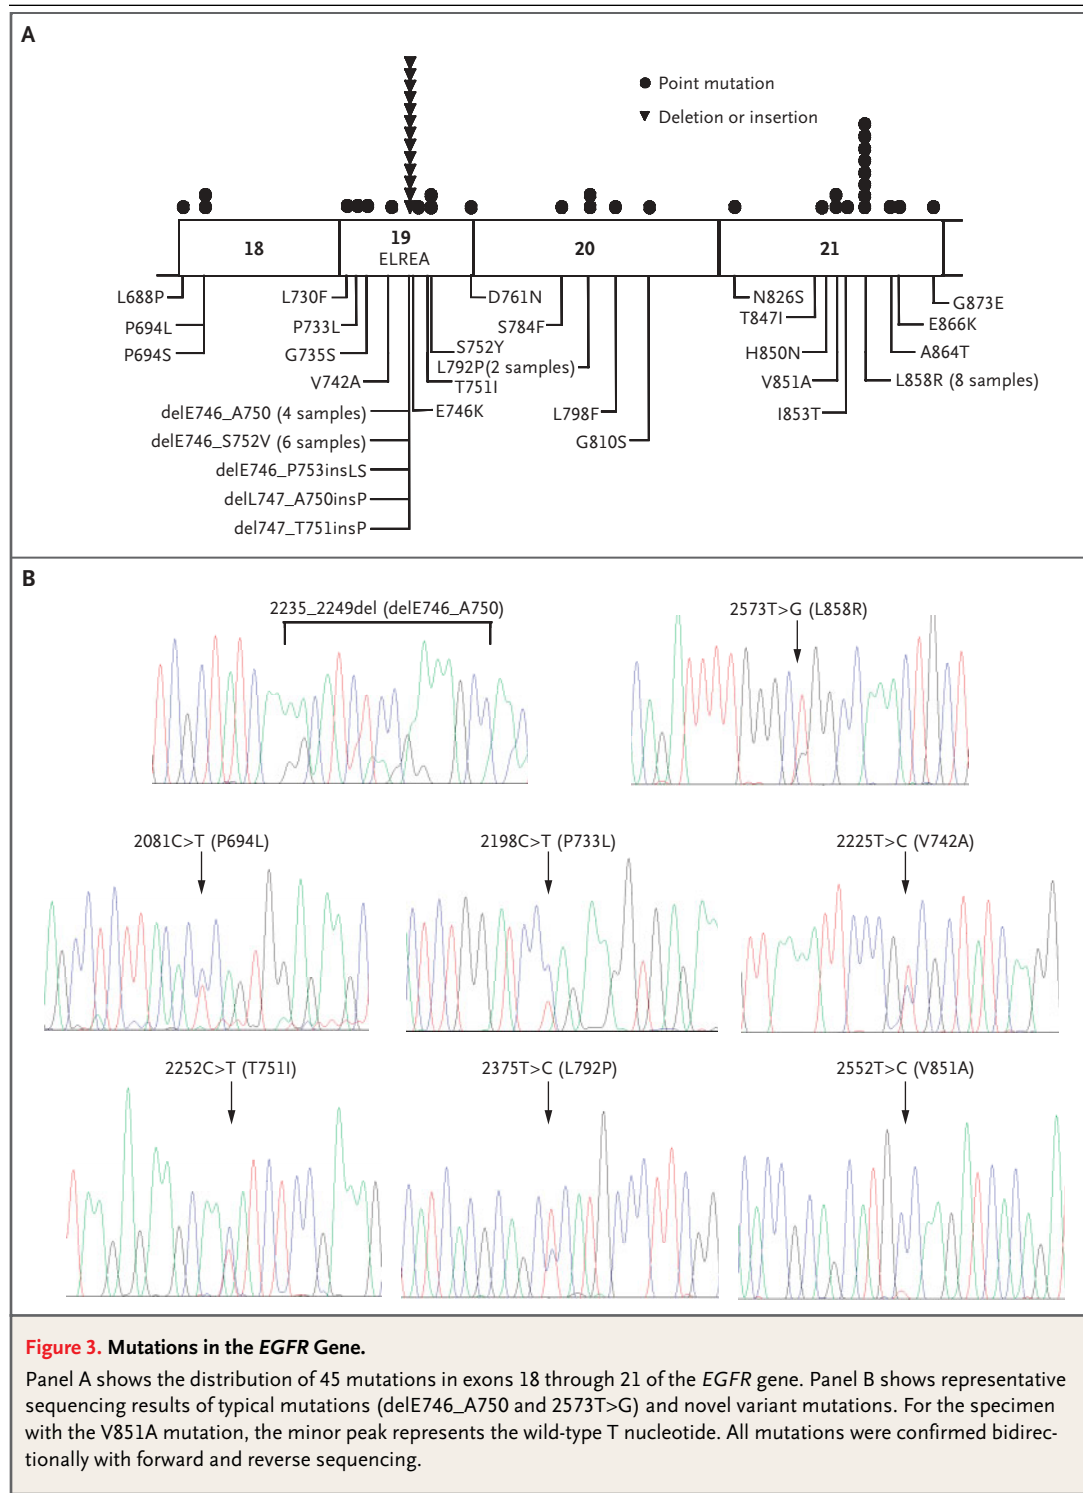 A
Point mutation
Deletion or insertion
18
19
ELREA
20
21
L688P
P694L
P694S
L730F
P733L
G735S
V742A
delE746_A750 (4 samples)
delE746_S752V (6 samples)
delE746_P753insLS
delL747_A750insP
del747_T751insP
D761N
S784F
S752Y
L792P(2 samples)
T751I
E746K
L798F
G810S
N826S
T847I
H850N
V851A
I853T
G873E
E866K
A864T
L858R (8 samples)
B
2235_2249del (delE746_A750)
2573T>G (L858R)
2081C>T (P694L)
2198C>T (P733L)
2225T>C (V742A)
2252C>T (T751I)
2375T>C (L792P)
2552T>C (V851A)
Figure 3. Mutations in the EGFR Gene.
Panel A shows the distribution of 45 mutations in exons 18 through 21 of the EGFR gene. Panel B shows representative
sequencing results of typical mutations (delE746_A750 and 2573T>G) and novel variant mutations. For the specimen
with the V851A mutation, the minor peak represents the wild-type T nucleotide. All mutations were confirmed bidirec-
tionally with forward and reverse sequencing.